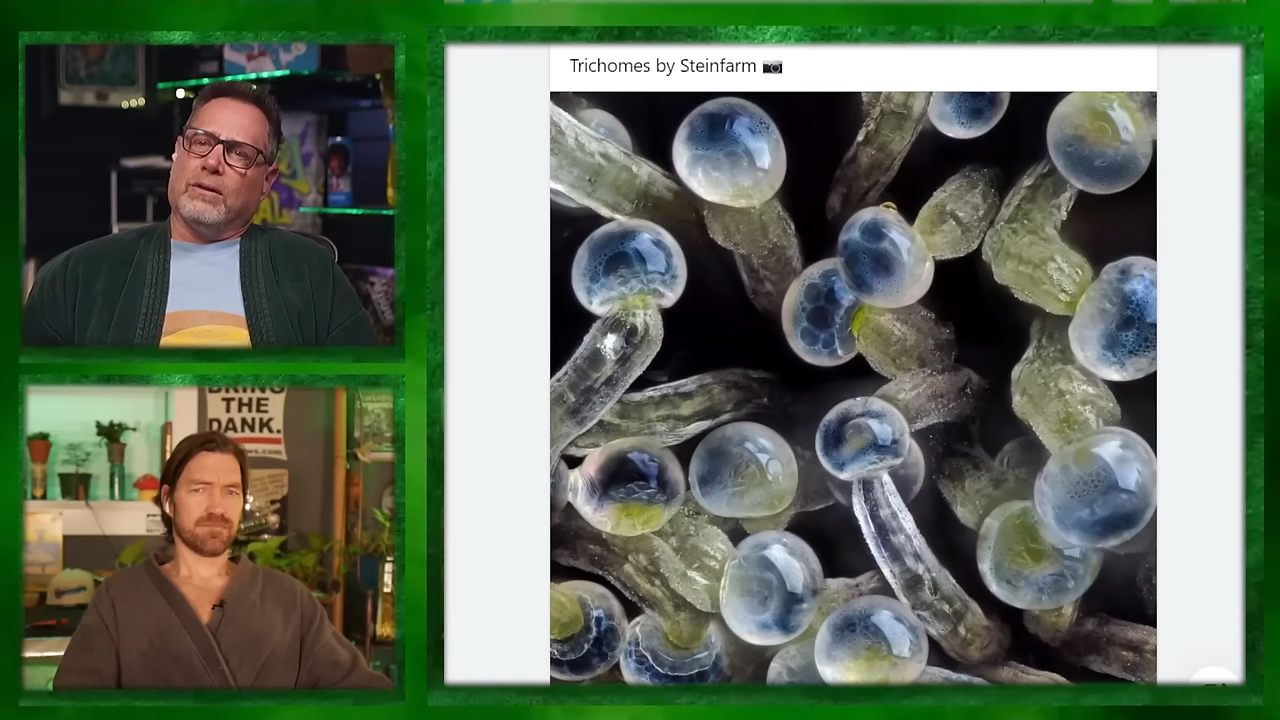 Trichomes by Steinfarm 📷
BRING
THE
DANK.